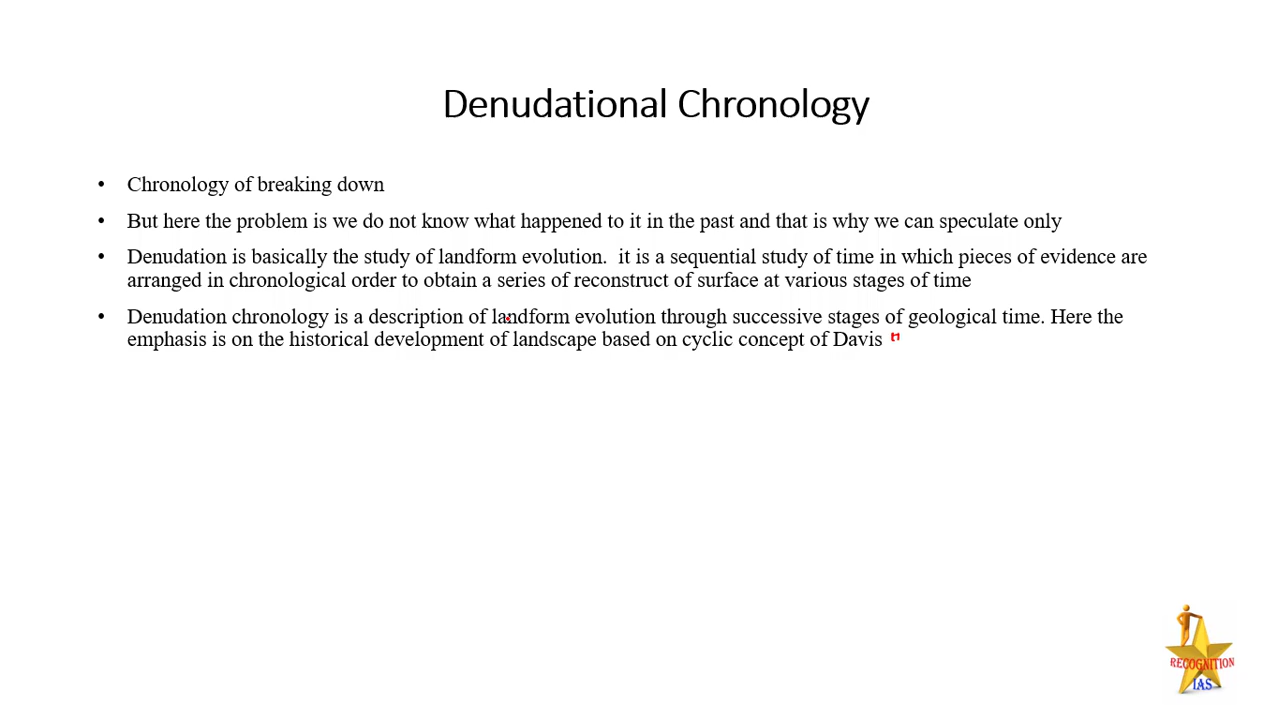 Denudational Chronology
• Chronology of breaking down
• But here the problem is we do not know what happened to it in the past and that is why we can speculate only
• Denudation is basically the study of landform evolution.  it is a sequential study of time in which pieces of evidence are
arranged in chronological order to obtain a series of reconstruct of surface at various stages of time
• Denudation chronology is a description of landform evolution through successive stages of geological time. Here the
emphasis is on the historical development of landscape based on cyclic concept of Davis
RECOGNITION
IAS